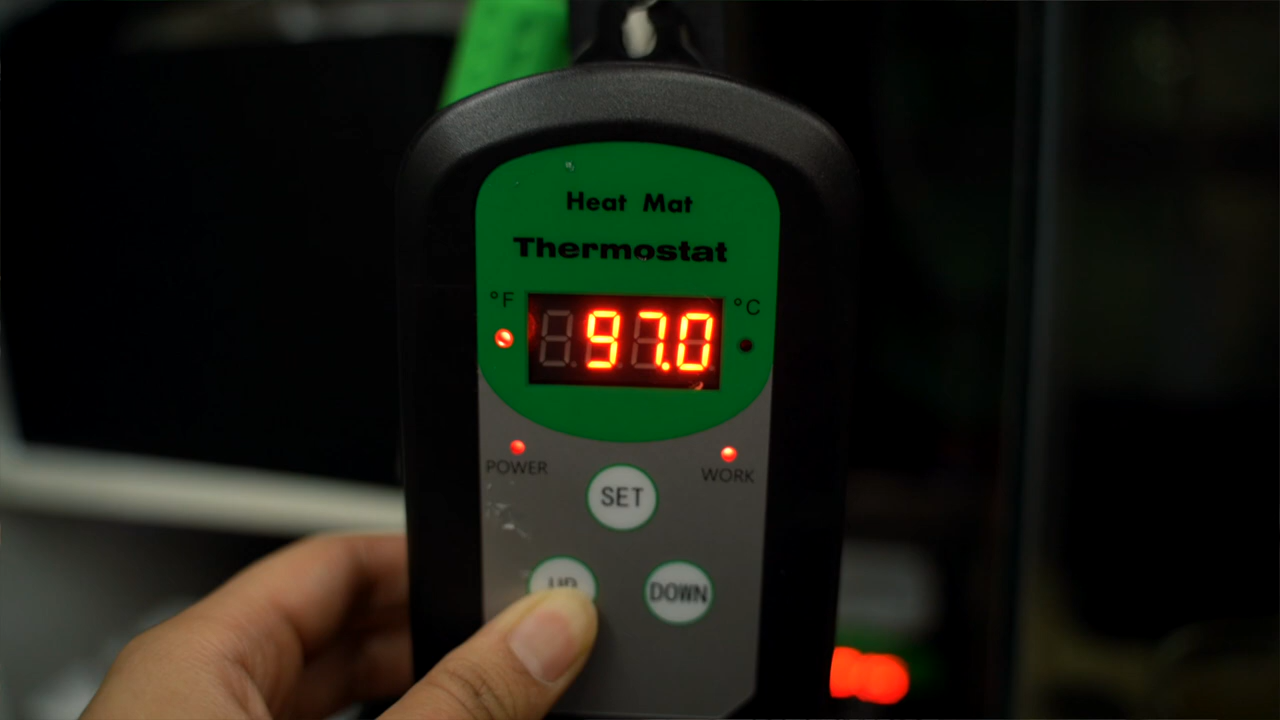 Heat Mat
Thermostat
°F
°C
97.0
POWER
WORK
SET
UP
DOWN